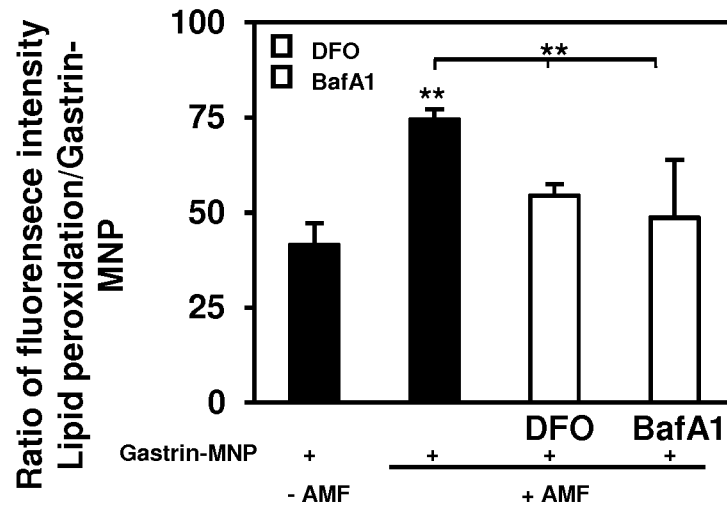 Ratio of fluorensece intensity
Lipid peroxidation/Gastrin-
MNP
100
75
50
25
0
DFO
BafA1
**
**
DFO BafA1
Gastrin-MNP + + + +
- AMF + AMF